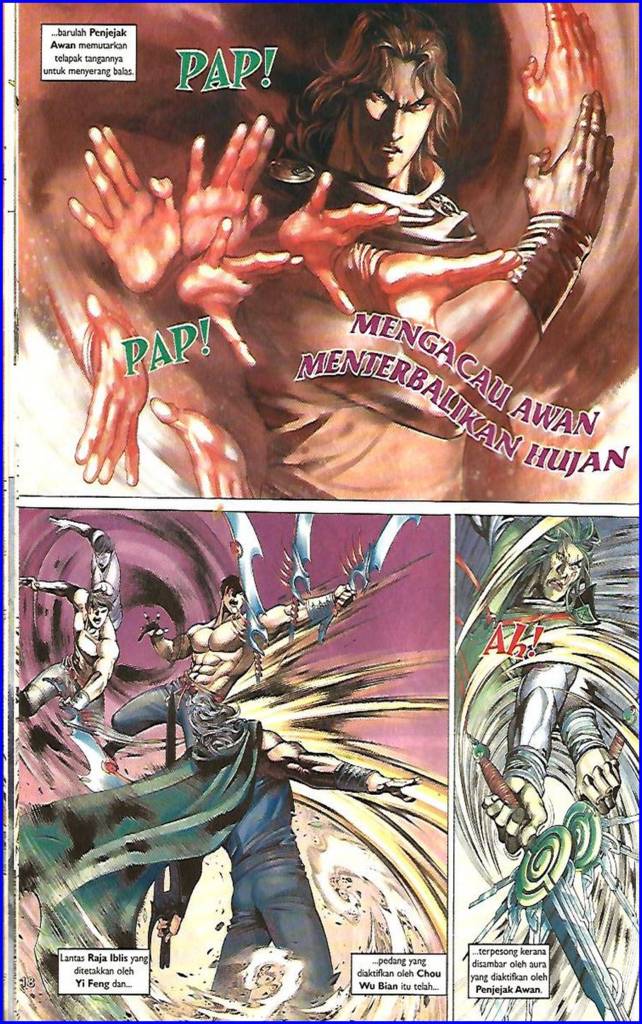 ...barulah Penjejak
Awan memutarkan
telapak tangannya
untuk menyerang balas.
PAP!
PAP!
MENGACAU AWAN
MENTERBALIKAN HUJAN
Ah!
Lantas Raja Iblis yang
ditetakkan oleh
Yi Feng dan...
...pedang yang
diaktifkan oleh Chou
Wu Bian itu telah...
...terpesong kerana
disambar oleh aura
yang diaktifkan oleh
Penjejak Awan.
18